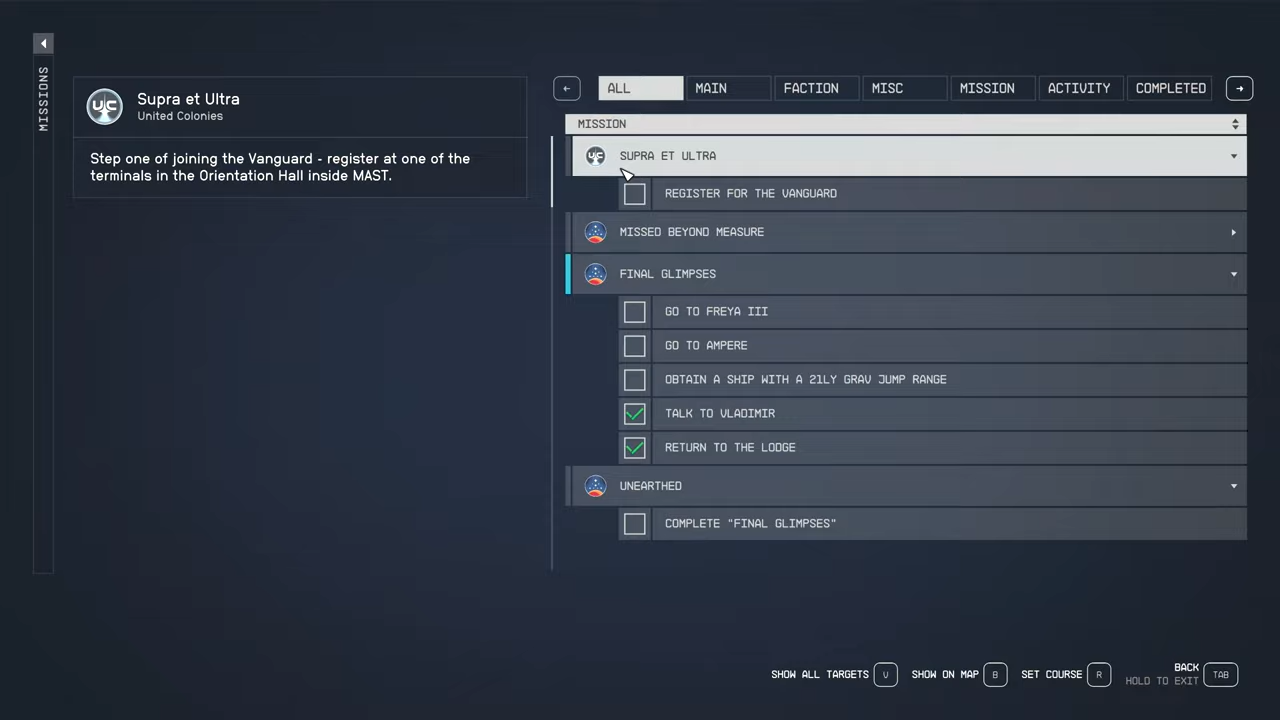 MISSIONS
UC
Supra et Ultra
United Colonies
Step one of joining the Vanguard - register at one of the
terminals in the Orientation Hall inside MAST.
ALL
MAIN
FACTION
MISC
MISSION
ACTIVITY
COMPLETED
MISSION
UC
SUPRA ET ULTRA
REGISTER FOR THE VANGUARD
MISSED BEYOND MEASURE
FINAL GLIMPSES
GO TO FREYA III
GO TO AMPERE
OBTAIN A SHIP WITH A 21LY GRAV JUMP RANGE
TALK TO VLADIMIR
RETURN TO THE LODGE
UNEARTHED
COMPLETE "FINAL GLIMPSES"
SHOW ALL TARGETS V
SHOW ON MAP B
SET COURSE R
BACK
HOLD TO EXIT
TAB